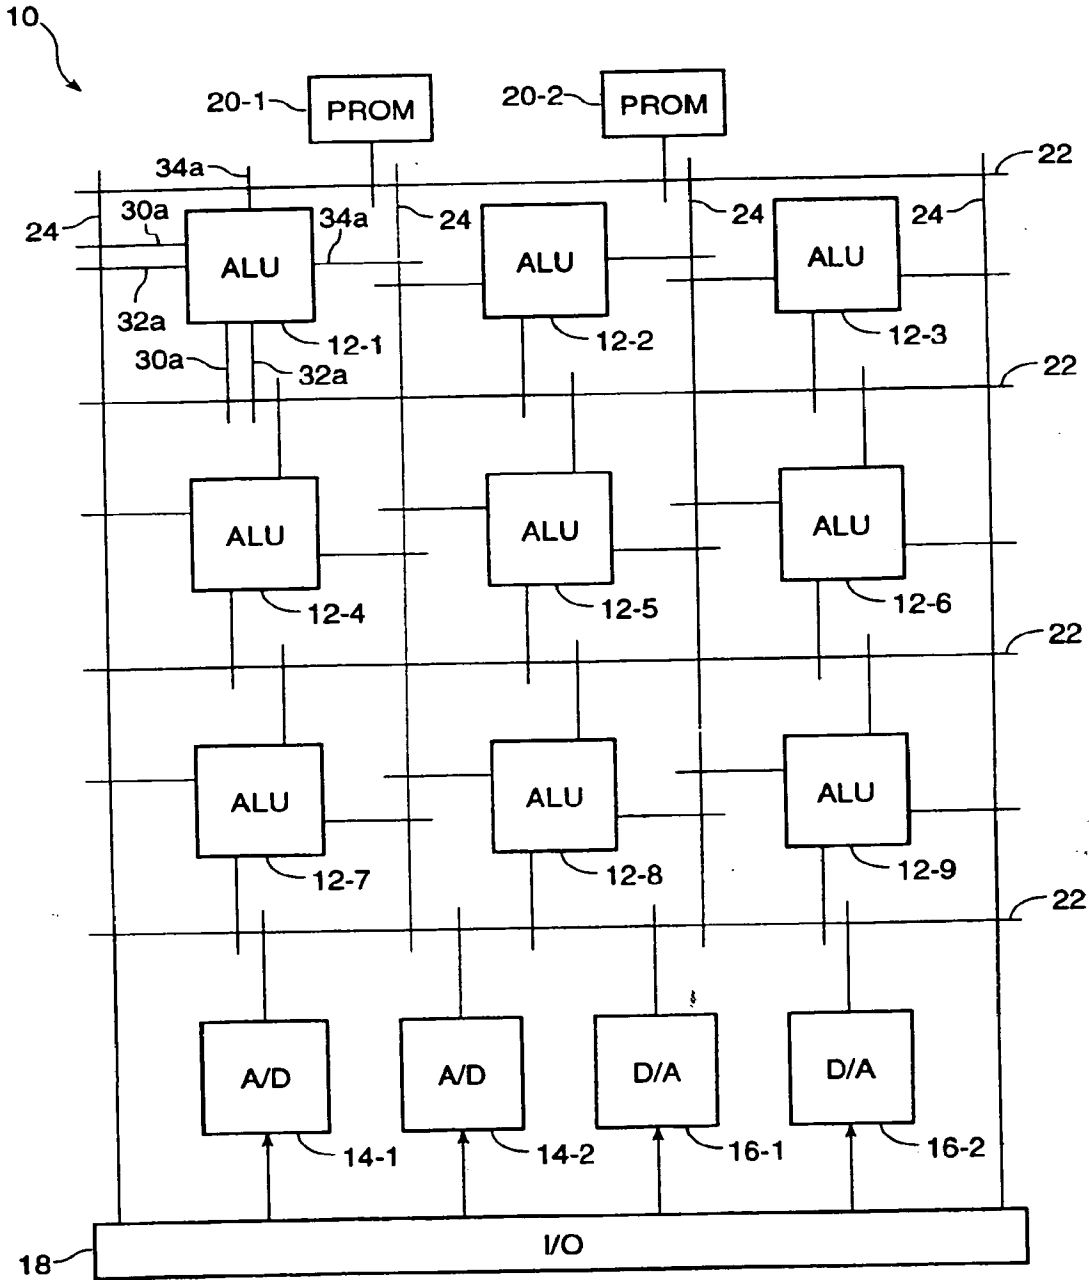 10
20-1
PROM
20-2
PROM
34a
22
24
30a
34a
24
24
24
ALU
ALU
ALU
32a
12-1
12-2
12-3
30a
32a
22
ALU
ALU
ALU
12-4
12-5
12-6
22
ALU
ALU
ALU
12-7
12-8
12-9
22
A/D
A/D
D/A
D/A
14-1
14-2
16-1
16-2
I/O
18